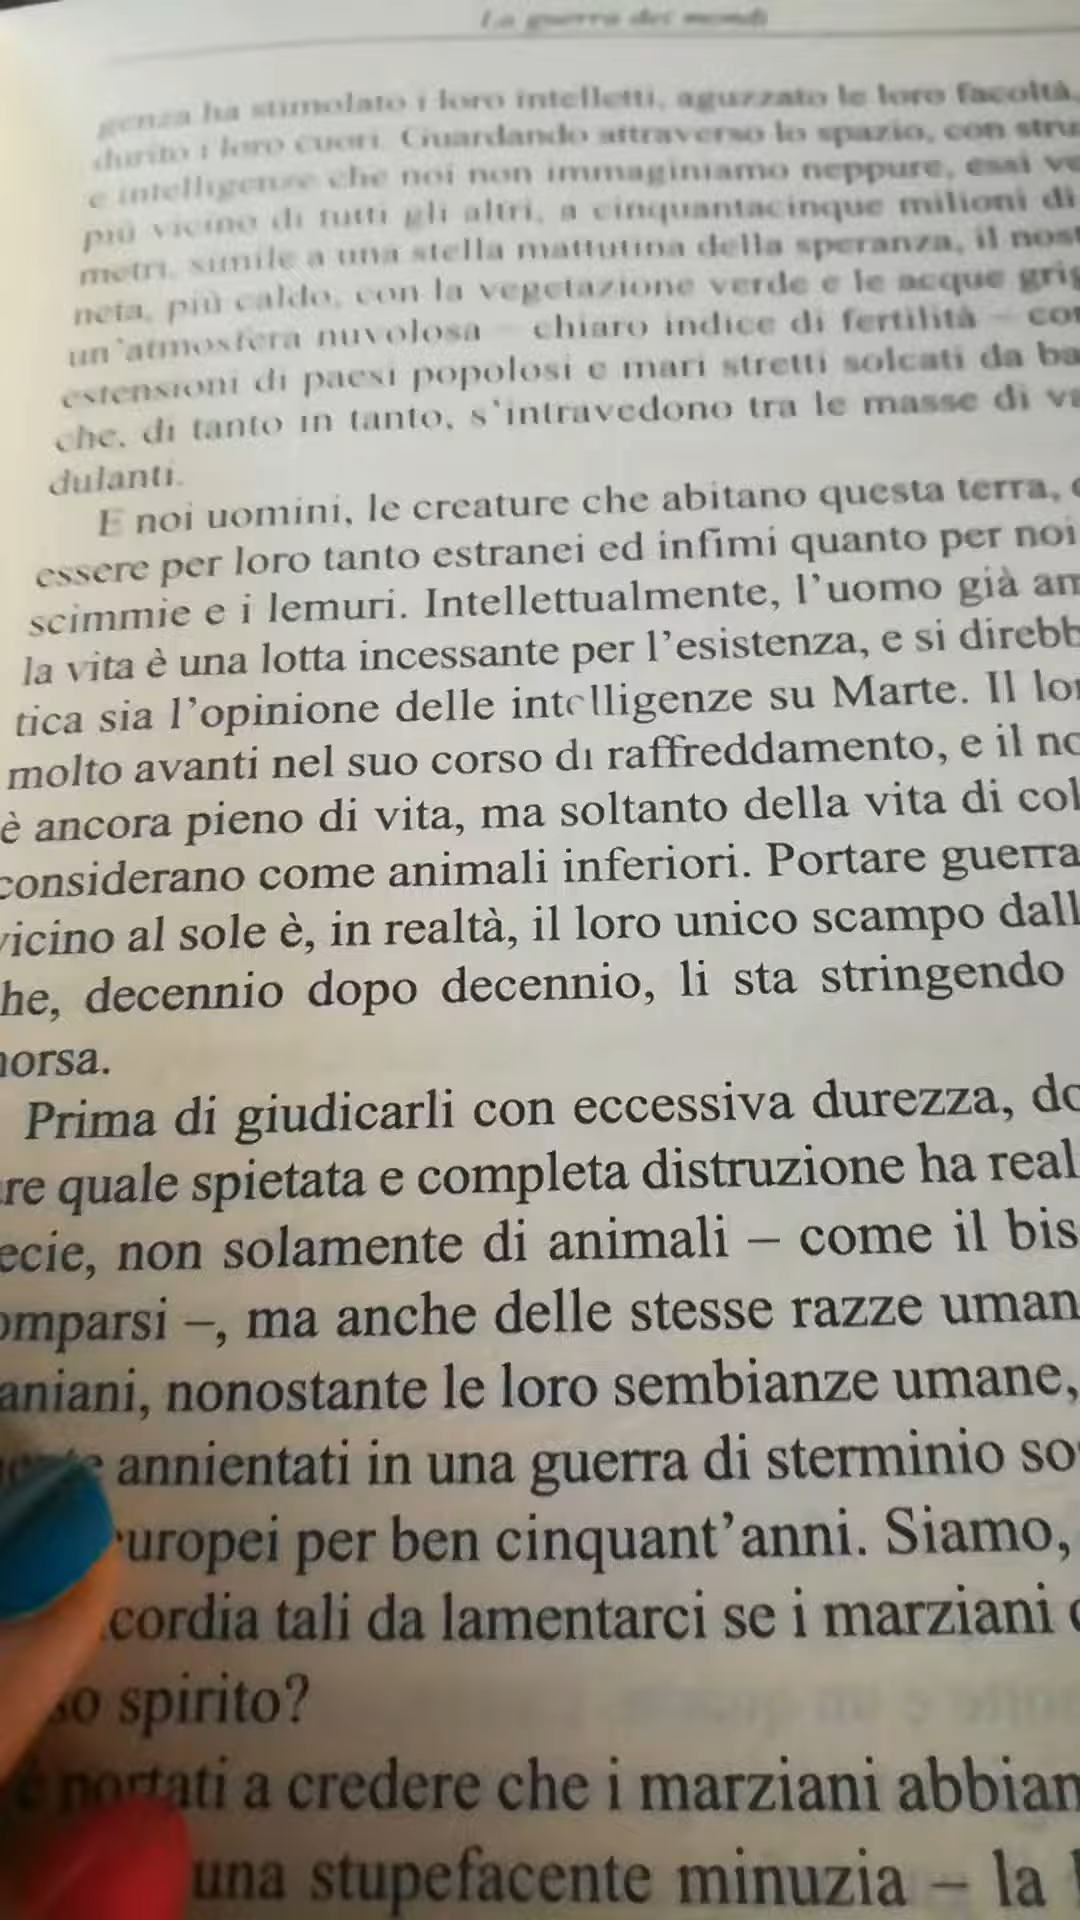 La guerra dei mondi
genza ha stimolato i loro intelletti, aguzzato le loro facoltà,
durito i loro cuori. Guardando attraverso lo spazio, con stru
e intelligenze che noi non immaginiamo neppure, essi ve
più vicino di tutti gli altri, a cinquantacinque milioni di
metri, simile a una stella mattutina della speranza, il nost
neta, più caldo, con la vegetazione verde e le acque grig
un'atmosfera nuvolosa – chiaro indice di fertilità – con
estensioni di paesi popolosi e mari stretti solcati da ba
che, di tanto in tanto, s'intravedono tra le masse di va
dulanti.
E noi uomini, le creature che abitano questa terra,
essere per loro tanto estranei ed infimi quanto per noi
scimmie e i lemuri. Intellettualmente, l'uomo già am
la vita è una lotta incessante per l'esistenza, e si direbb
tica sia l'opinione delle intelligenze su Marte. Il lor
molto avanti nel suo corso di raffreddamento, e il no
è ancora pieno di vita, ma soltanto della vita di col
considerano come animali inferiori. Portare guerra
vicino al sole è, in realtà, il loro unico scampo dall
he, decennio dopo decennio, li sta stringendo
norsa.
Prima di giudicarli con eccessiva durezza, do
re quale spietata e completa distruzione ha real
ecie, non solamente di animali – come il bis
omparsi –, ma anche delle stesse razze uman
aniani, nonostante le loro sembianze umane,
annientati in una guerra di sterminio so
europei per ben cinquant'anni. Siamo,
cordia tali da lamentarci se i marziani
so spirito?
è portati a credere che i marziani abbian
una stupefacente minuzia – la